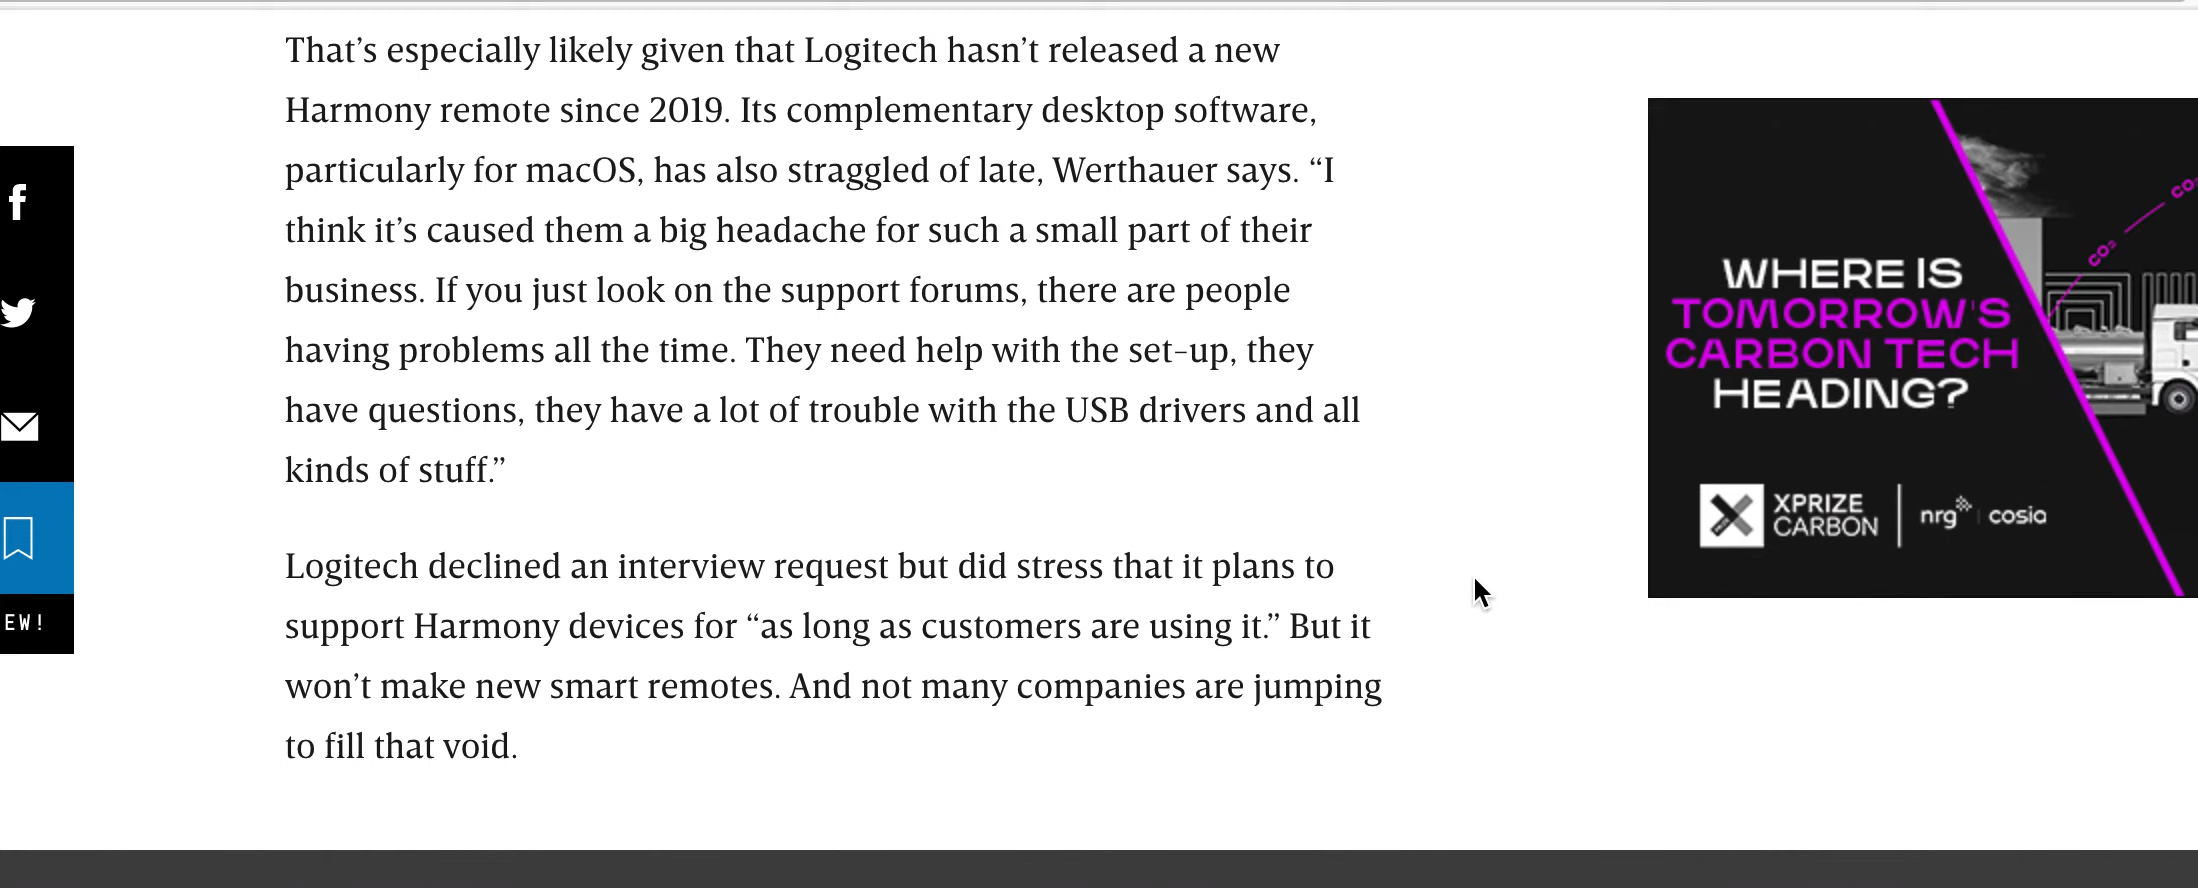 That’s especially likely given that Logitech hasn’t released a new
Harmony remote since 2019. Its complementary desktop software,
particularly for macOS, has also straggled of late, Werthauer says. “I
think it’s caused them a big headache for such a small part of their
business. If you just look on the support forums, there are people
having problems all the time. They need help with the set-up, they
have questions, they have a lot of trouble with the USB drivers and all
kinds of stuff.”
Logitech declined an interview request but did stress that it plans to
support Harmony devices for “as long as customers are using it.” But it
won’t make new smart remotes. And not many companies are jumping
to fill that void.
EW!
WHERE IS
TOMORROW'S
CARBON TECH
HEADING?
CO₂
CO₂
XPRIZE
CARBON
nrg cosia